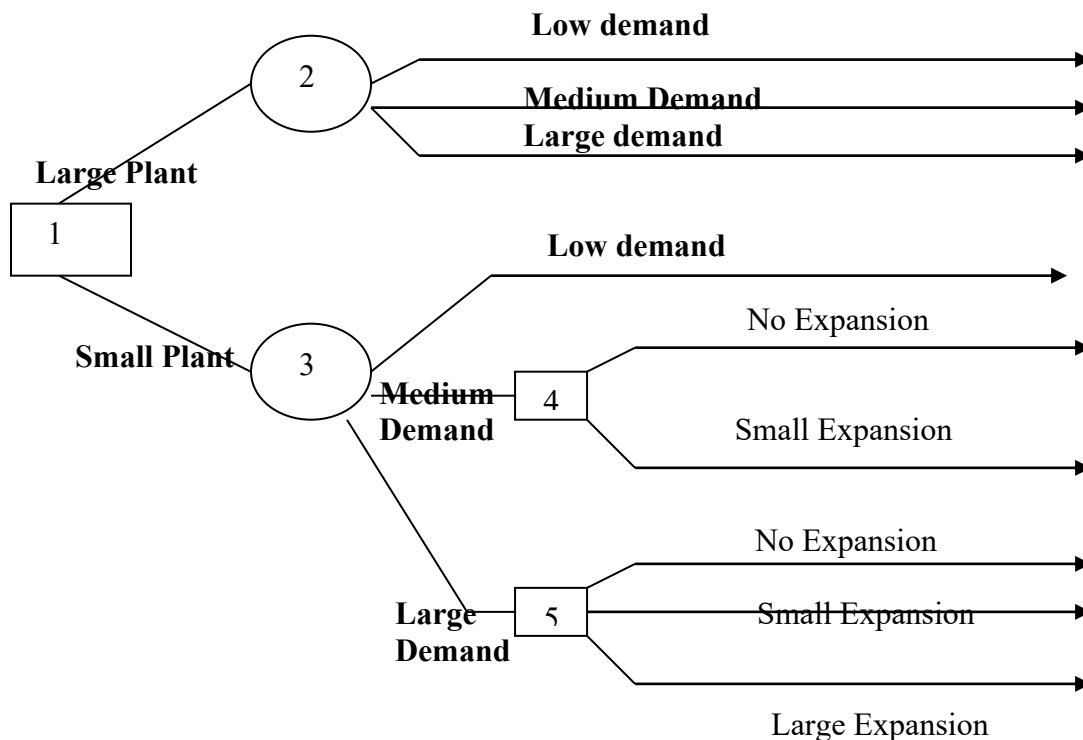 Low demand
2
Medium Demand
Large demand
Large Plant
1
Low demand
No Expansion
Small Plant
3
Medium
Demand
4
Small Expansion
No Expansion
Large
Demand
5
Small Expansion
Large Expansion